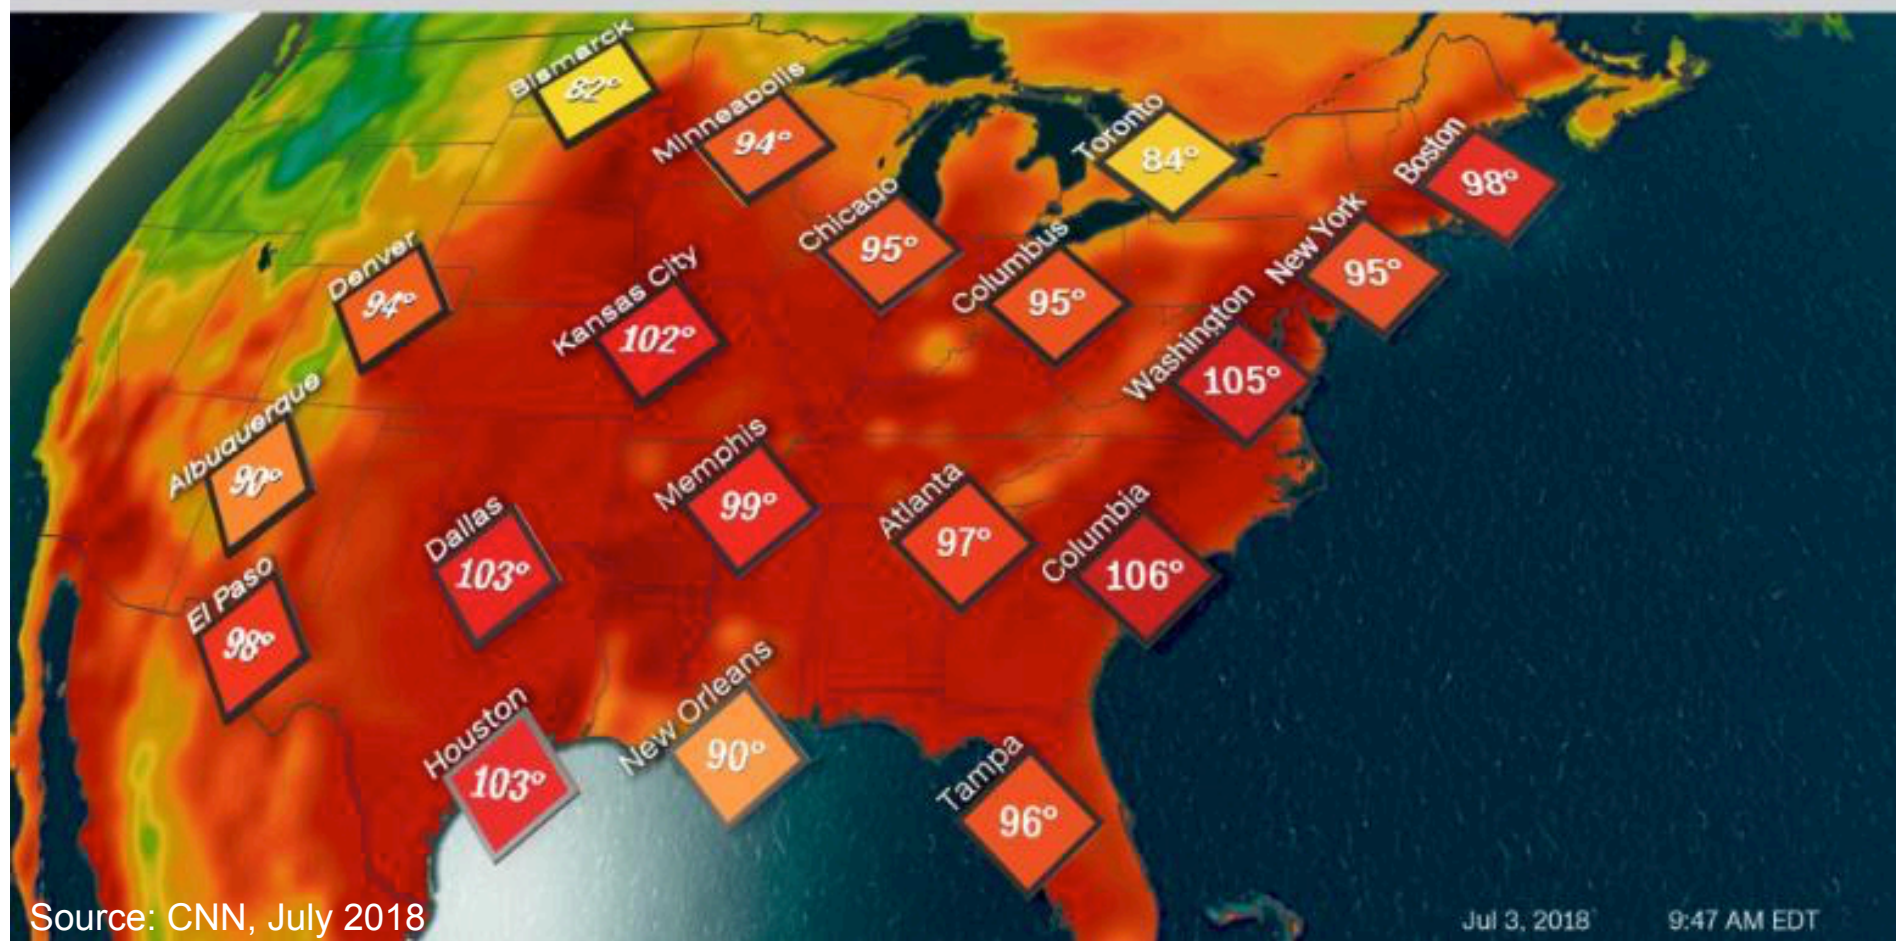 Bismarck
82°
Minneapolis
94°
Toronto
84°
Boston
98°
Chicago
95°
New York
95°
Columbus
95°
Denver
94°
Kansas City
102°
Washington
105°
Albuquerque
90°
Memphis
99°
Atlanta
97°
Columbia
106°
Dallas
103°
El Paso
98°
Houston
103°
New Orleans
90°
Tampa
96°
Source: CNN, July 2018
Jul 3, 2018 9:47 AM EDT